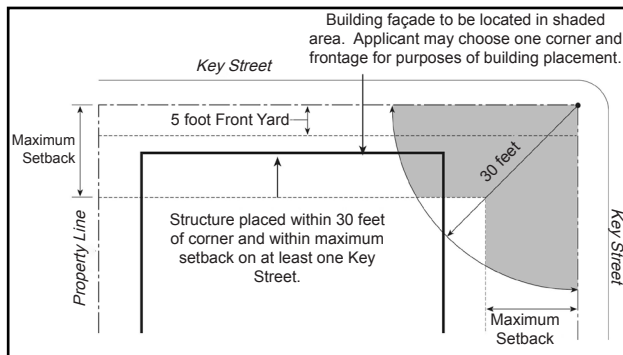 Building façade to be located in shaded
area. Applicant may choose one corner and
frontage for purposes of building placement.
Key Street
5 foot Front Yard
Maximum
Setback
30 feet
Structure placed within 30 feet
of corner and within maximum
setback on at least one Key
Street.
Property Line
Key Street
Maximum
Setback